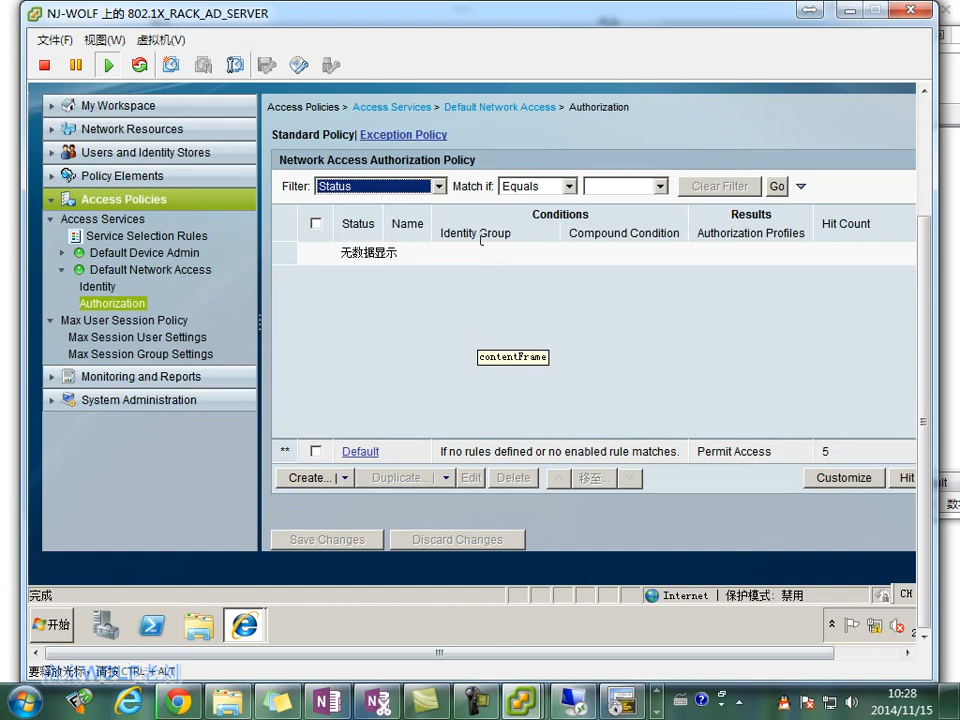 NJ-WOLF 上的 802.1X_RACK_AD_SERVER
文件(F) 视图(W) 虚拟机(V)
My Workspace
Network Resources
Users and Identity Stores
Policy Elements
Access Policies
Access Services
Service Selection Rules
Default Device Admin
Default Network Access
Identity
Authorization
Max User Session Policy
Max Session User Settings
Max Session Group Settings
Monitoring and Reports
System Administration
Access Policies > Access Services > Default Network Access > Authorization
Standard Policy| Exception Policy
Network Access Authorization Policy
Filter: Status Match if: Equals Clear Filter Go
Status Name Conditions Results Hit Count
Identity Group Compound Condition Authorization Profiles
无数据显示
contentFrame
** Default If no rules defined or no enabled rule matches. Permit Access 5
Create... | Duplicate... | Edit Delete ^ 移至... Customize Hit
Save Changes Discard Changes
完成 Internet | 保护模式: 禁用 CH
开始
要释放光标，请按 CTRL + ALT
10:28
2014/11/15